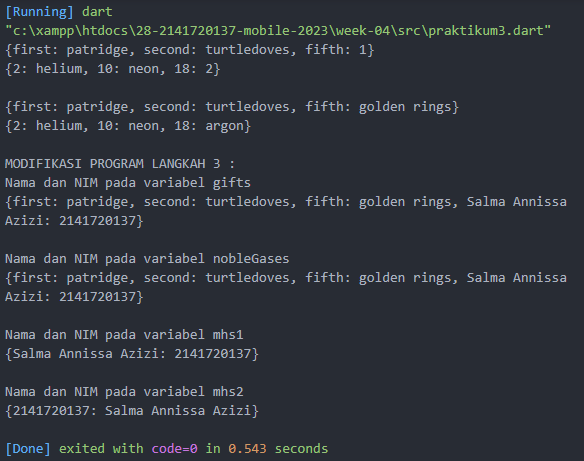 [Running] dart
"c:\xampp\htdocs\28-2141720137-mobile-2023\week-04\src\praktikum3.dart"
{first: patridge, second: turtledoves, fifth: 1}
{2: helium, 10: neon, 18: 2}

{first: patridge, second: turtledoves, fifth: golden rings}
{2: helium, 10: neon, 18: argon}

MODIFIKASI PROGRAM LANGKAH 3 :
Nama dan NIM pada variabel gifts
{first: patridge, second: turtledoves, fifth: golden rings, Salma Annissa
Azizi: 2141720137}

Nama dan NIM pada variabel nobleGases
{first: patridge, second: turtledoves, fifth: golden rings, Salma Annissa
Azizi: 2141720137}

Nama dan NIM pada variabel mhs1
{Salma Annissa Azizi: 2141720137}

Nama dan NIM pada variabel mhs2
{2141720137: Salma Annissa Azizi}

[Done] exited with code=0 in 0.543 seconds